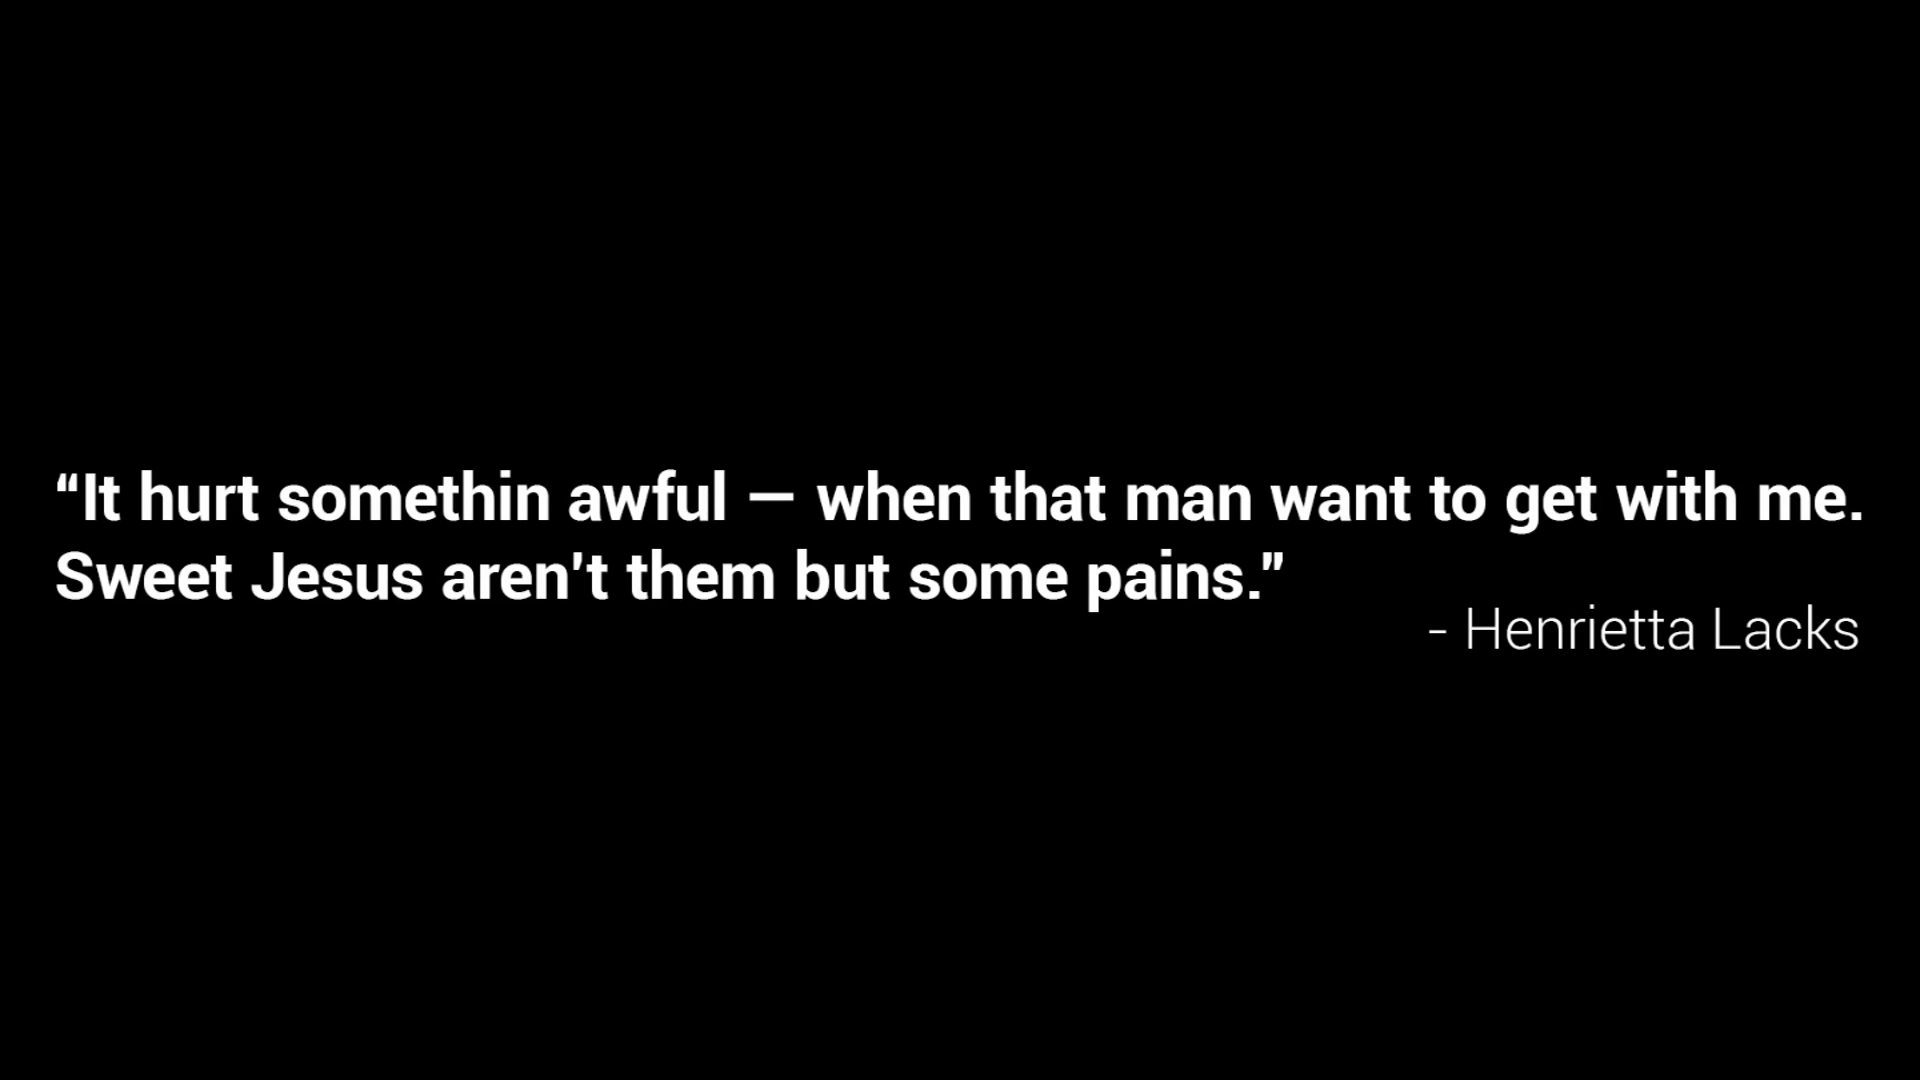 “It hurt somethin awful — when that man want to get with me.
Sweet Jesus aren't them but some pains.”
- Henrietta Lacks